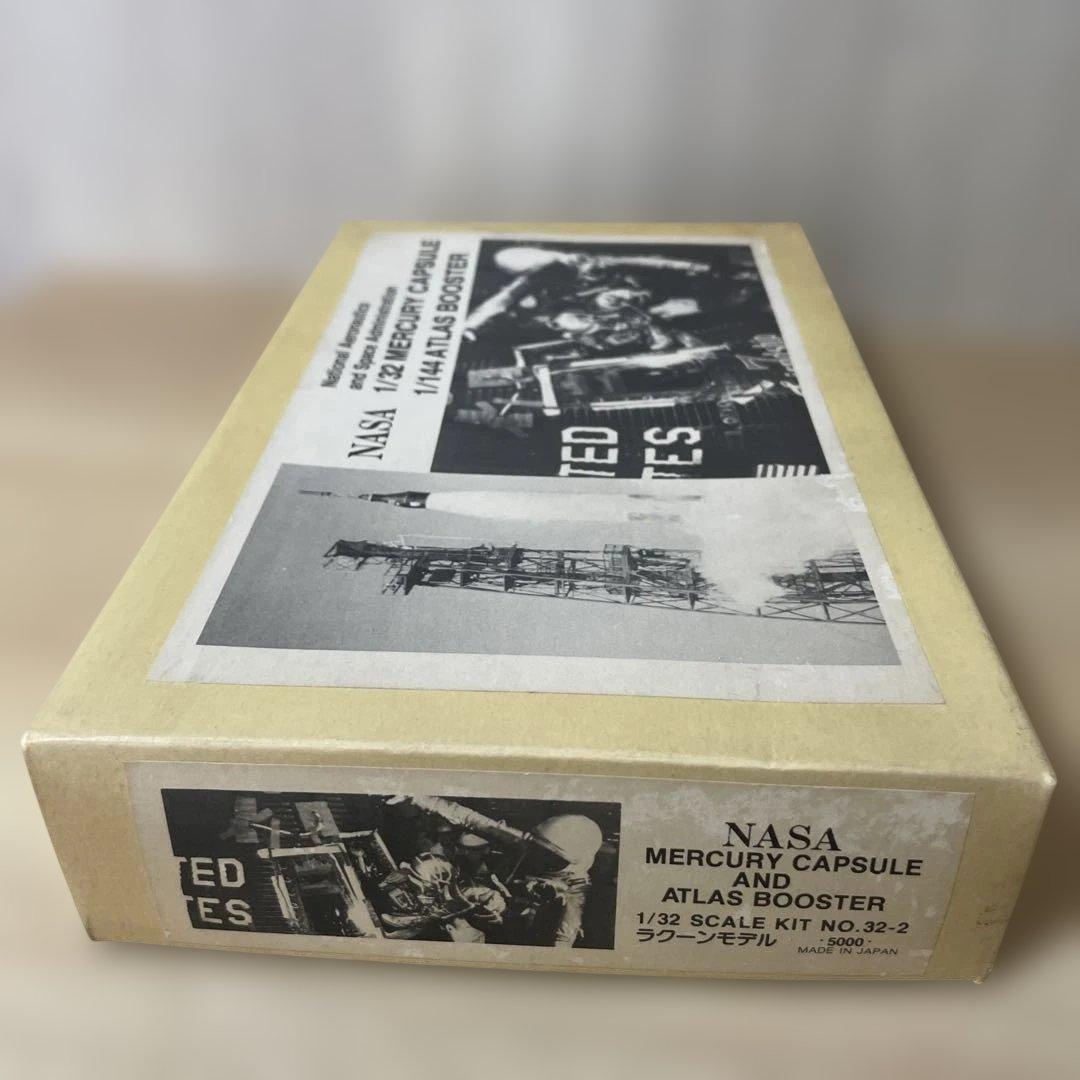 National Aeronautics
and Space Administration
NASA 1/32 MERCURY CAPSULE
1/144 ATLAS BOOSTER
TED
TES
TED
TES
NASA
MERCURY CAPSULE
AND
ATLAS BOOSTER
1/32 SCALE KIT NO.32-2
ラクーンモデル ·5000·
MADE IN JAPAN